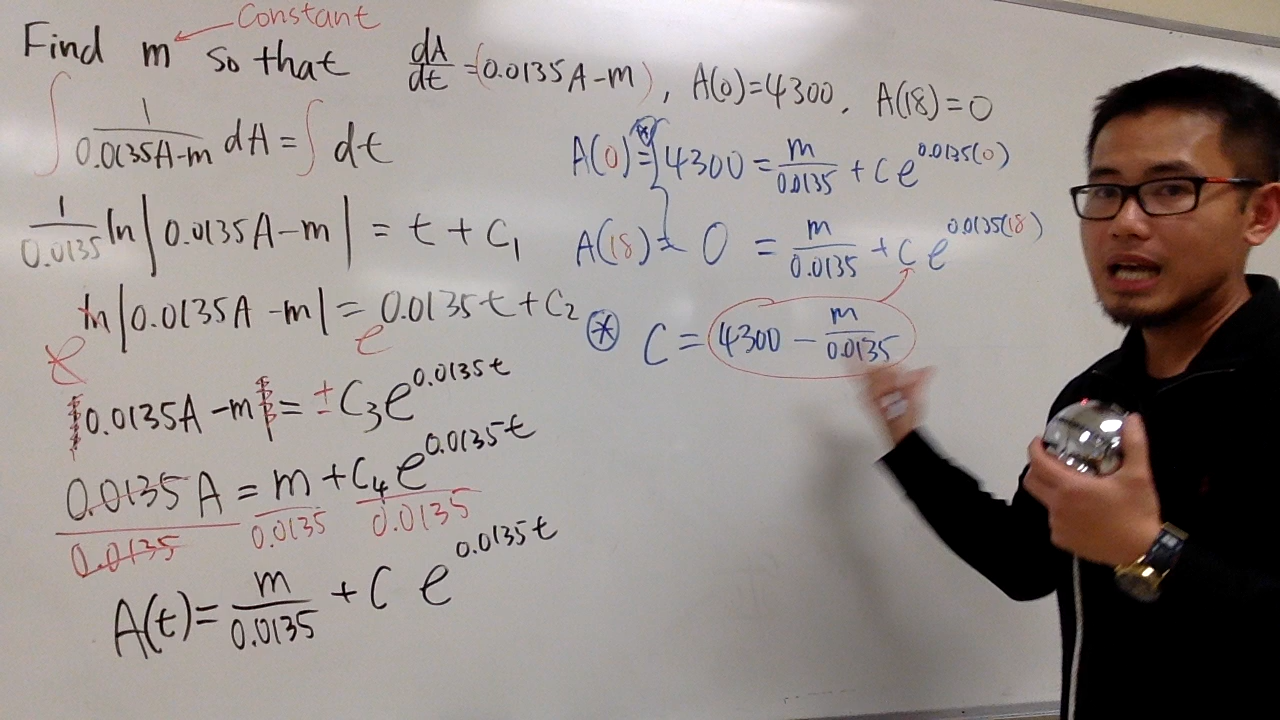 Constant
Find m so that dA/dt = (0.0135A-m), A(0)=4300, A(18)=0
∫ 1/(0.0135A-m) dA = ∫ dt
1/0.0135 ln|0.0135A-m| = t + C₁
ln|0.0135A-m| = 0.0135t + C₂
e e
|0.0135A-m| = ± C₃e^(0.0135t)
0.0135A = m + C₄e^(0.0135t)
0.0135 0.0135 0.0135
A(t) = m/0.0135 + C e^(0.0135t)
A(0) = 4300 = m/0.0135 + C e^(0.0135(0))
A(18) = 0 = m/0.0135 + C e^(0.0135(18))
⊛ C = 4300 - m/0.0135